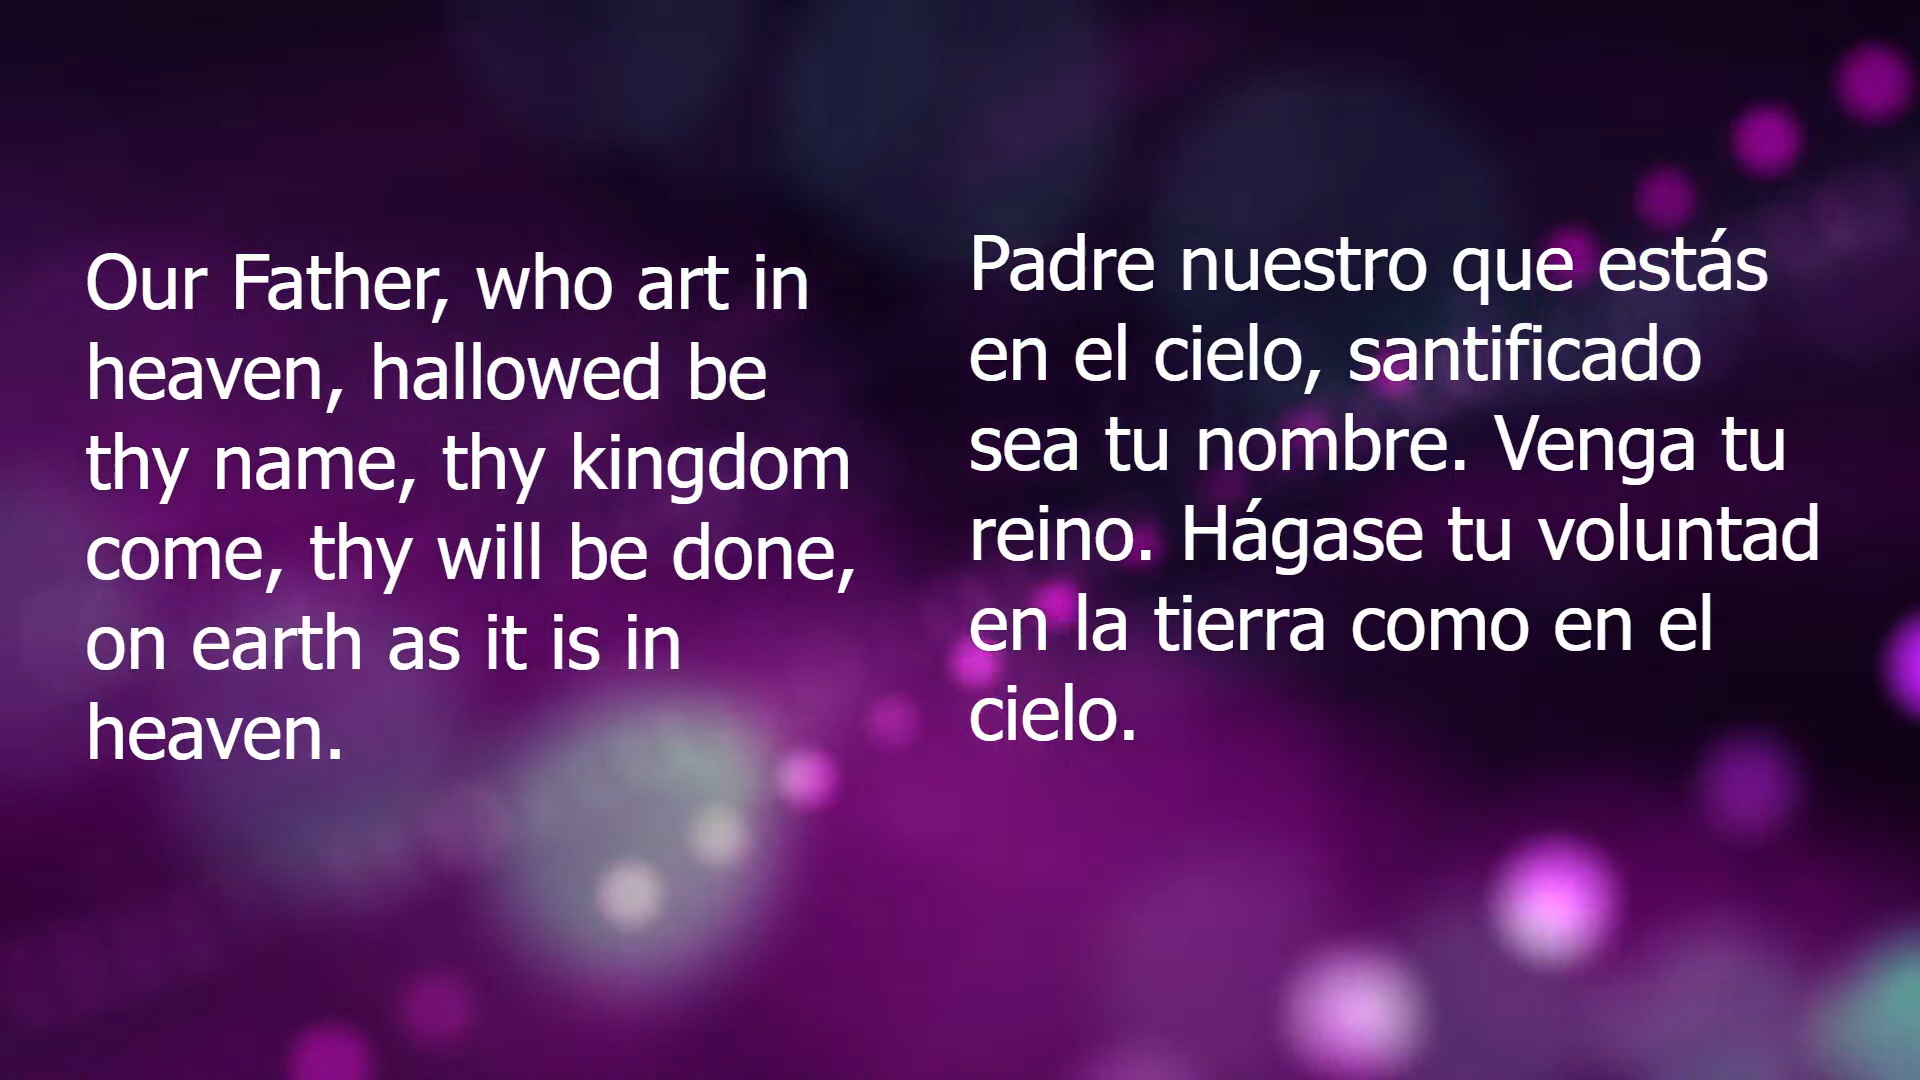 Our Father, who art in
heaven, hallowed be
thy name, thy kingdom
come, thy will be done,
on earth as it is in
heaven.
Padre nuestro que estás
en el cielo, santificado
sea tu nombre. Venga tu
reino. Hágase tu voluntad
en la tierra como en el
cielo.